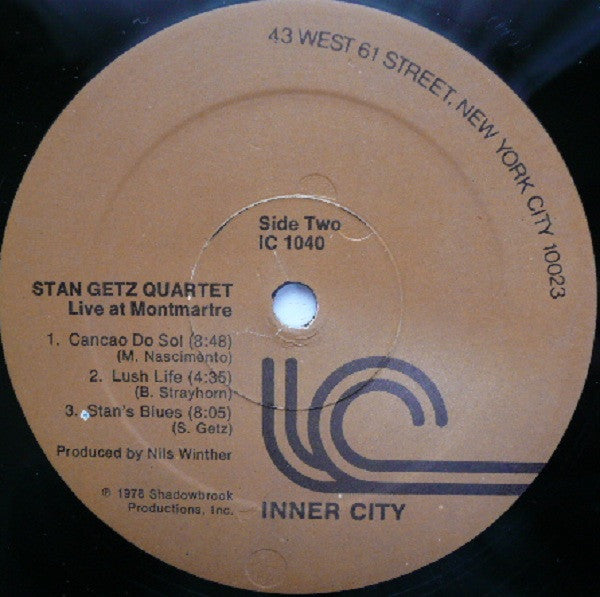 43 WEST 61 STREET, NEW YORK CITY 10023
Side Two
IC 1040
STAN GETZ QUARTET
Live at Montmartre
1. Cancao Do Sol (8:48)
(M. Nascimento)
2. Lush Life (4:35)
(B. Strayhorn)
3. Stan's Blues (8:05)
(S. Getz)
Produced by Nils Winther
℗ 1978 Shadowbrook
Productions, Inc.
IC
INNER CITY